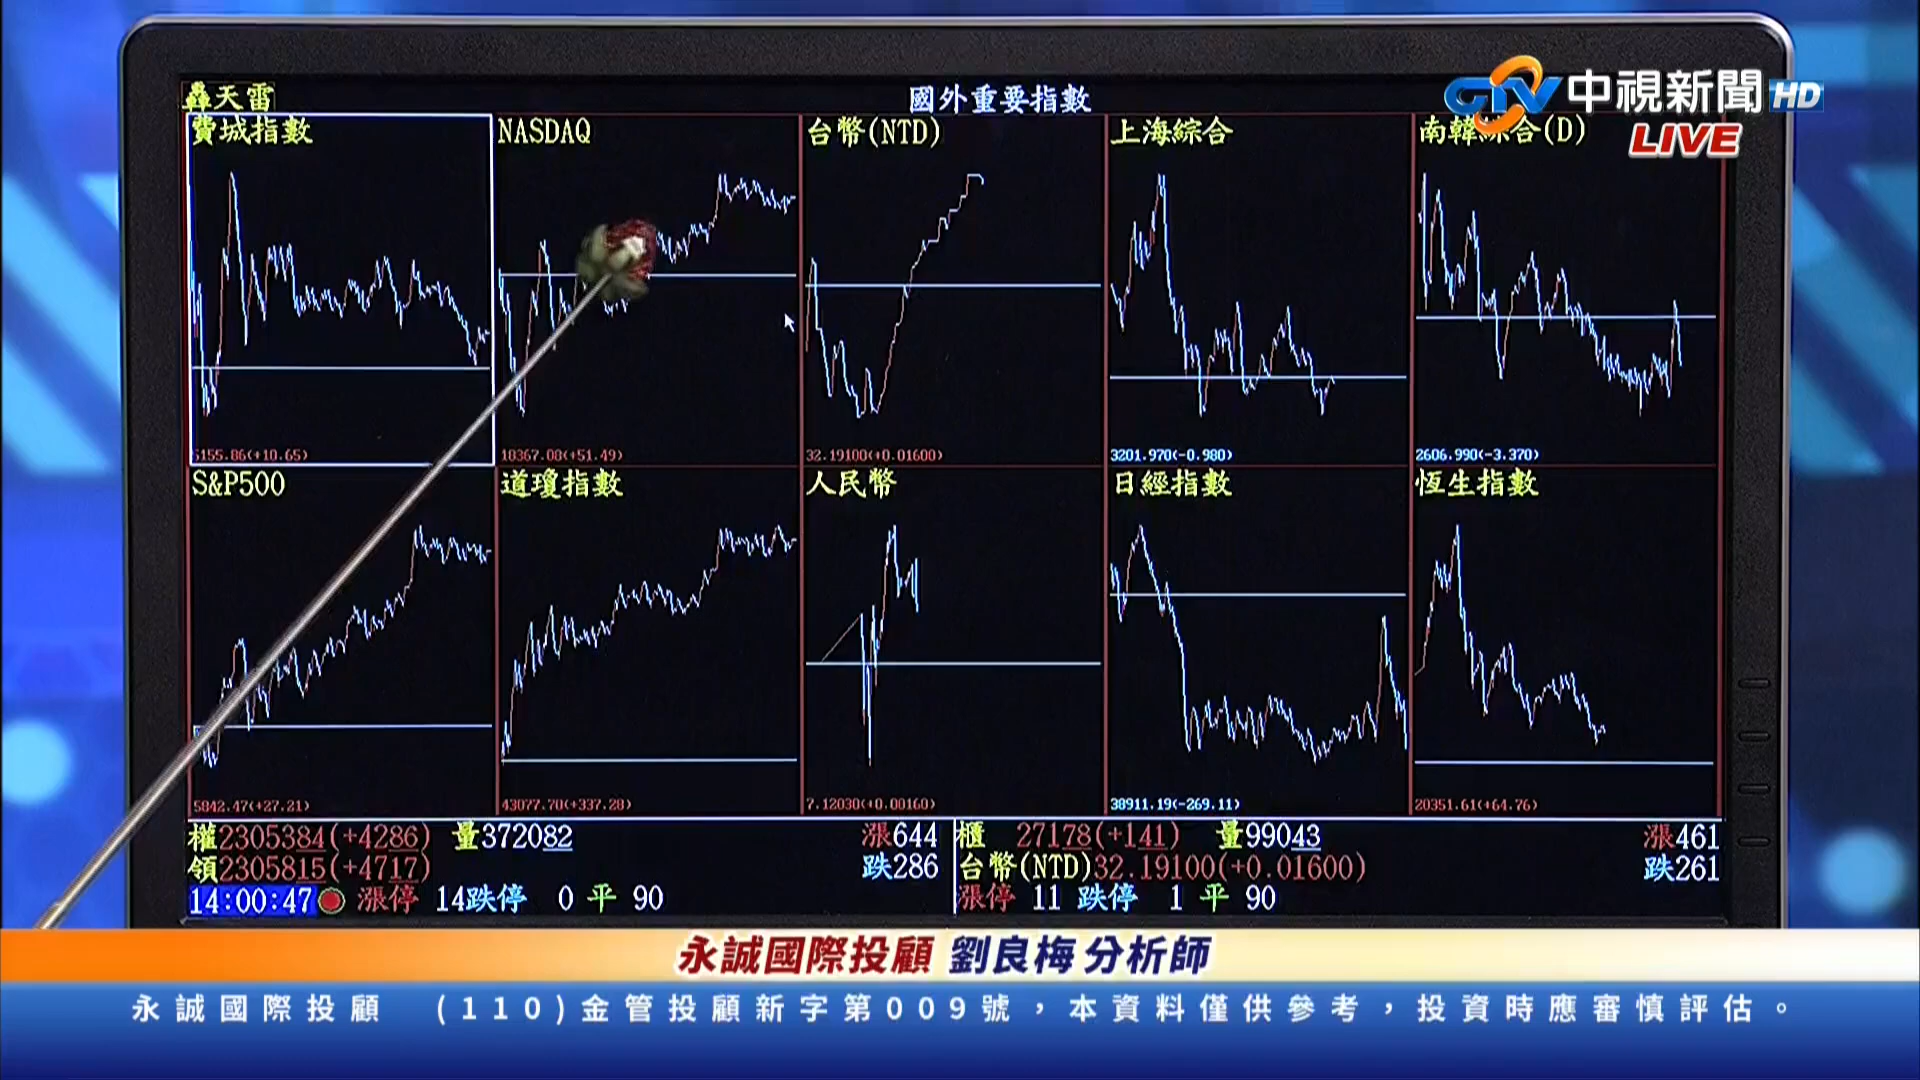 轟天雷
國外重要指數
CTV 中視新聞 HD
LIVE
費城指數
NASDAQ
台幣(NTD)
上海綜合
南韓綜合(D)
5155.86(+10.65)
18367.08(+51.49)
32.19100(+0.01600)
3201.970(-0.980)
2606.990(-3.370)
S&P500
道瓊指數
人民幣
日經指數
恆生指數
5842.47(+27.21)
43077.70(+337.28)
7.12030(+0.00160)
38911.19(-269.11)
20351.61(+64.76)
權2305384(+4286) 量372082 漲644
領2305815(+4717) 跌286
14:00:47 漲停 14跌停 0 平 90
櫃 27178(+141) 量99043 漲461
台幣(NTD)32.19100(+0.01600) 跌261
漲停 11 跌停 1 平 90
永誠國際投顧 劉良梅分析師
永誠國際投顧 (110)金管投顧新字第009號，本資料僅供參考，投資時應審慎評估。